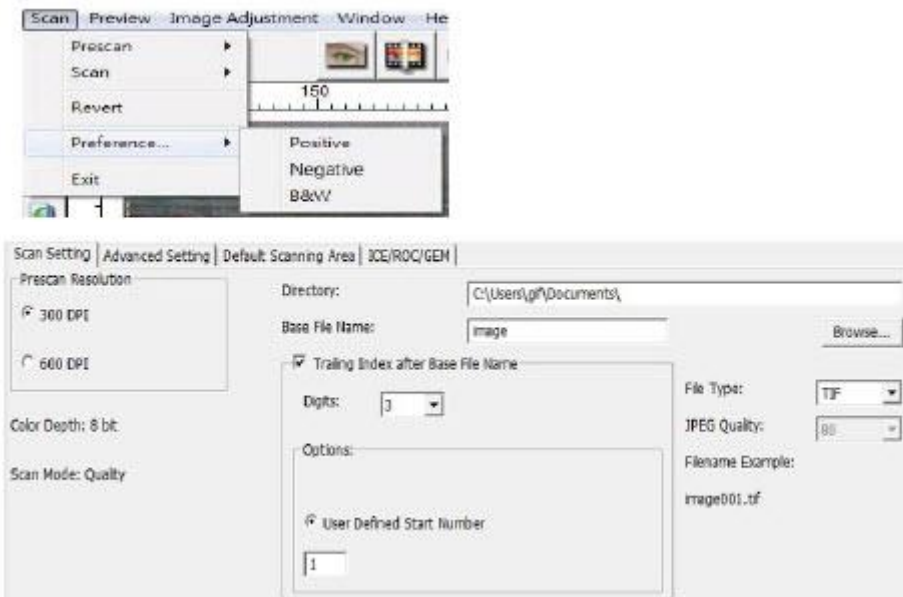 Scan Preview Image Adjustment Window He
Prescan
Scan
150
Revert
Preference... Positive
Negative
Exit
B&W
Scan Setting Advanced Setting Default Scanning Area ICE/ROC/GEM
Prescan Resolution
300 DPI
600 DPI
Color Depth: 8 bit
Scan Mode: Quality
Directory: C:\Users\gif\Documents\
Base File Name: image Browse...
Trailing Index after Base File Name
Digits: 3
Options:
User Defined Start Number
1
File Type: TIF
JPEG Quality:
Filename Example:
image001.tif